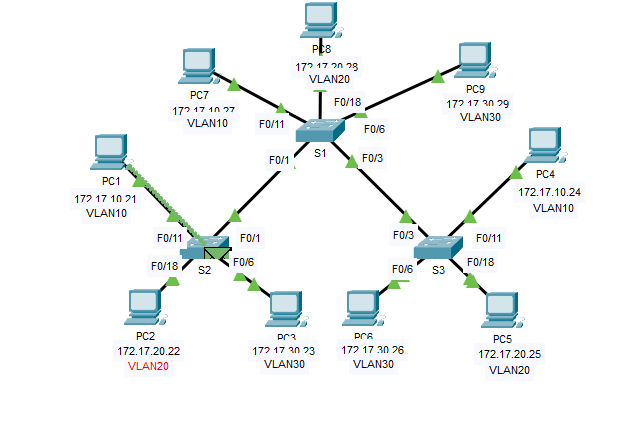 PC8
172.17.20.28
VLAN20
PC7
172.17.10.27
VLAN10
PC9
172.17.30.29
VLAN30
F0/18
F0/11
F0/6
S1
F0/1
F0/3
PC1
172.17.10.21
VLAN10
PC4
172.17.10.24
VLAN10
F0/11
F0/1
F0/18
F0/6
S2
F0/3
F0/11
F0/6
F0/18
S3
PC2
172.17.20.22
VLAN20
PC3
172.17.30.23
VLAN30
PC6
172.17.30.26
VLAN30
PC5
172.17.20.25
VLAN20